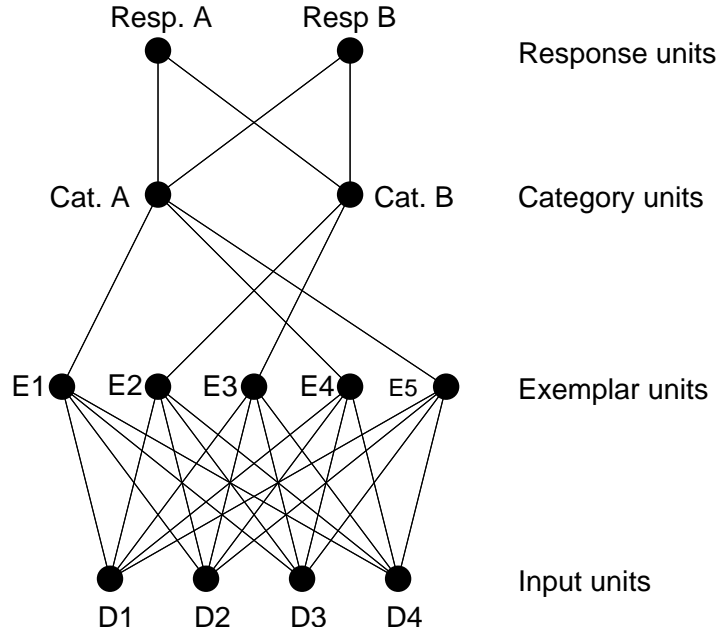 Resp. A Resp B
Response units
Cat. A Cat. B Category units
E1 E2 E3 E4 E5 Exemplar units
Input units
D1 D2 D3 D4